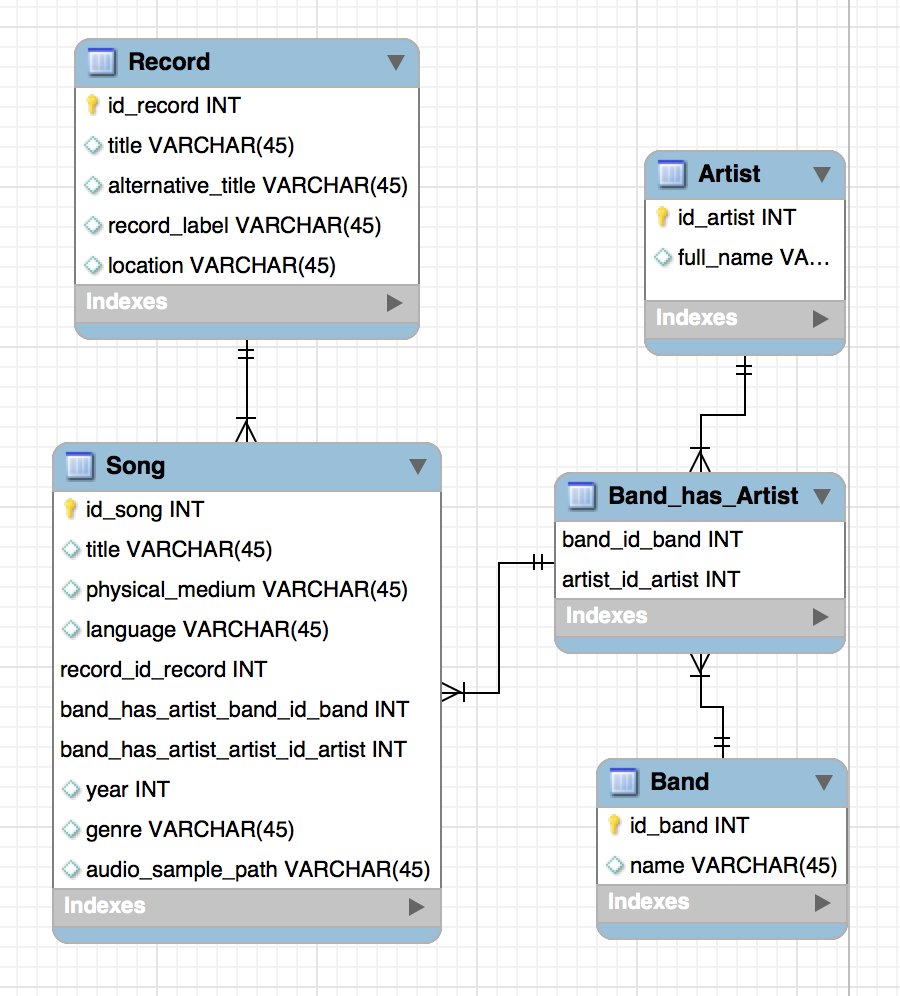 Record
id_record INT
title VARCHAR(45)
alternative_title VARCHAR(45)
record_label VARCHAR(45)
location VARCHAR(45)
Indexes
Artist
id_artist INT
full_name VA...
Indexes
Song
id_song INT
title VARCHAR(45)
physical_medium VARCHAR(45)
language VARCHAR(45)
record_id_record INT
band_has_artist_band_id_band INT
band_has_artist_artist_id_artist INT
year INT
genre VARCHAR(45)
audio_sample_path VARCHAR(45)
Indexes
Band_has_Artist
band_id_band INT
artist_id_artist INT
Indexes
Band
id_band INT
name VARCHAR(45)
Indexes